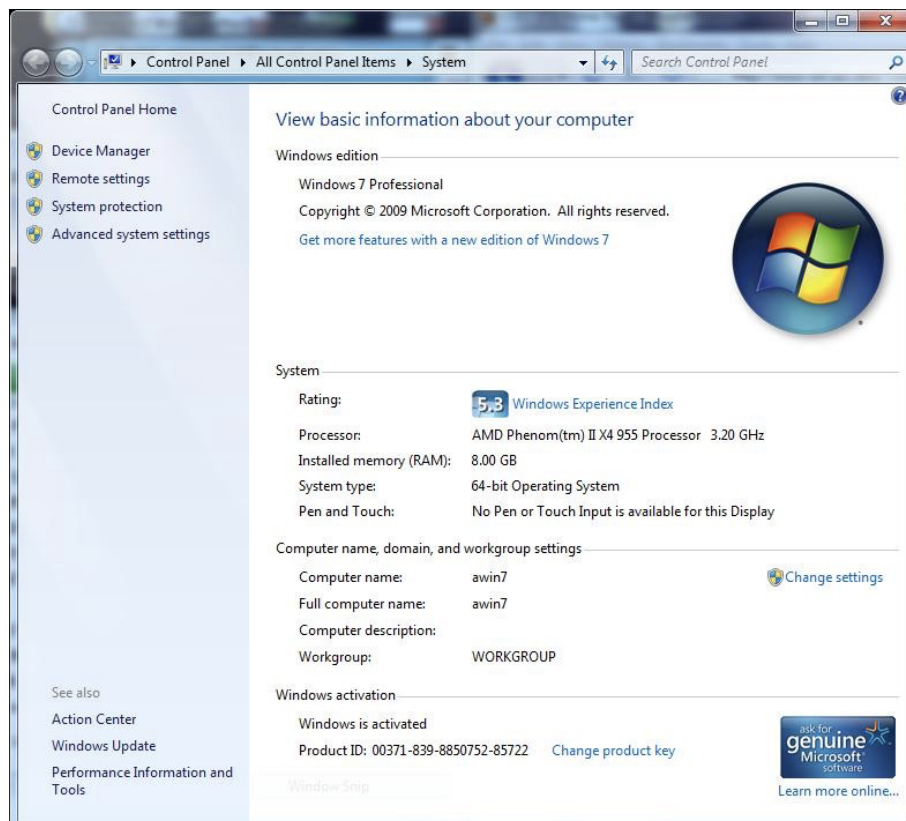 Control Panel All Control Panel Items System
Search Control Panel
Control Panel Home
Device Manager
Remote settings
System protection
Advanced system settings
See also
Action Center
Windows Update
Performance Information and
Tools
View basic information about your computer
Windows edition
Windows 7 Professional
Copyright © 2009 Microsoft Corporation. All rights reserved.
Get more features with a new edition of Windows 7
System
Rating: 5.3 Windows Experience Index
Processor: AMD Phenom(tm) II X4 955 Processor 3.20 GHz
Installed memory (RAM): 8.00 GB
System type: 64-bit Operating System
Pen and Touch: No Pen or Touch Input is available for this Display
Computer name, domain, and workgroup settings
Computer name: awin7 Change settings
Full computer name: awin7
Computer description:
Workgroup: WORKGROUP
Windows activation
Windows is activated
Product ID: 00371-839-8850752-85722 Change product key
ask for
genuine
Microsoft
software
Learn more online...
Window Snip